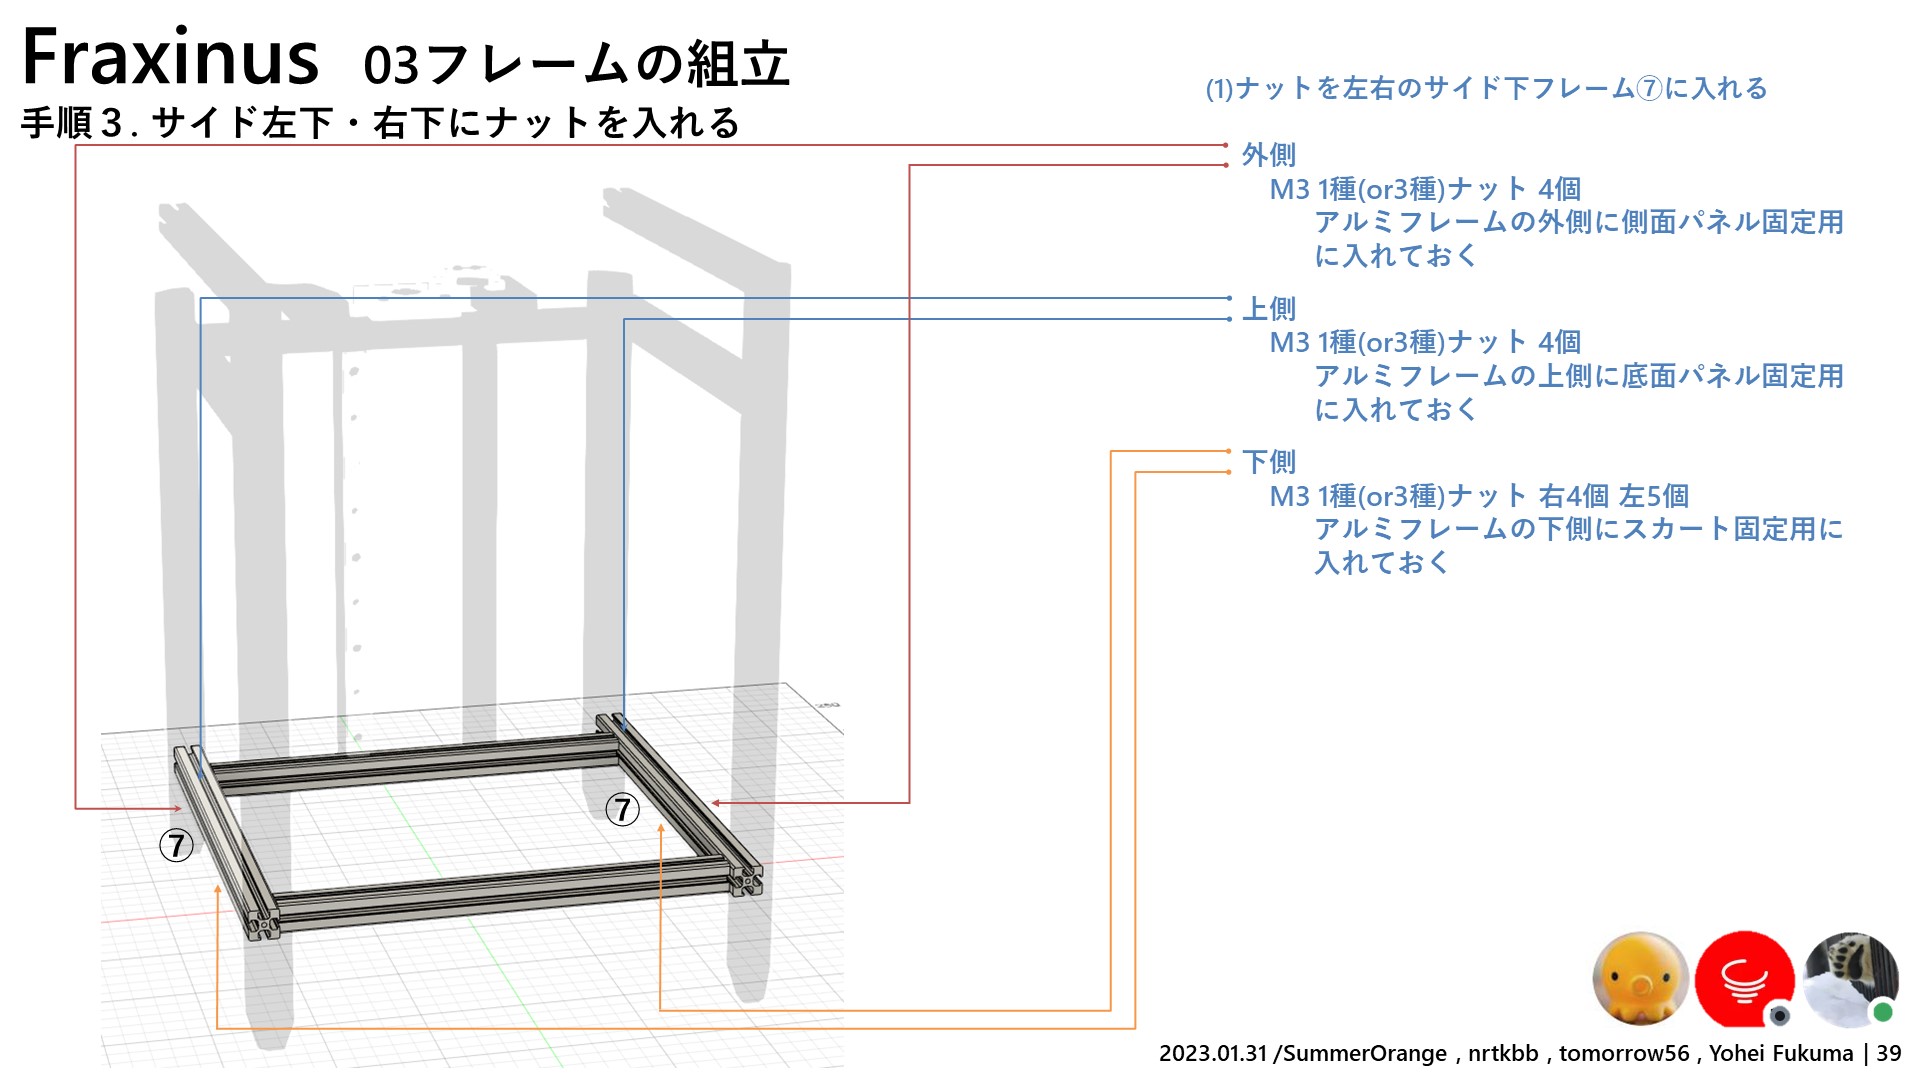 Fraxinus 03フレームの組立
手順３. サイド左下・右下にナットを入れる
(1)ナットを左右のサイド下フレーム⑦に入れる
外側
M3 1種(or3種)ナット 4個
アルミフレームの外側に側面パネル固定用
に入れておく
上側
M3 1種(or3種)ナット 4個
アルミフレームの上側に底面パネル固定用
に入れておく
下側
M3 1種(or3種)ナット 右4個 左5個
アルミフレームの下側にスカート固定用に
入れておく
250
⑦
⑦
2023.01.31 /SummerOrange , nrtkbb , tomorrow56 , Yohei Fukuma | 39